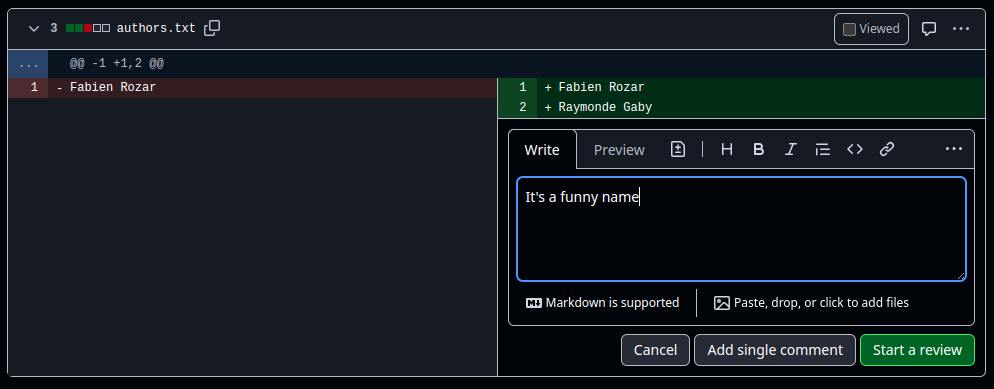 3 authors.txt Viewed
... @@ -1 +1,2 @@
1 - Fabien Rozar 1 + Fabien Rozar
2 + Raymonde Gaby
Write Preview H B I <>
It's a funny name
Markdown is supported Paste, drop, or click to add files
Cancel Add single comment Start a review